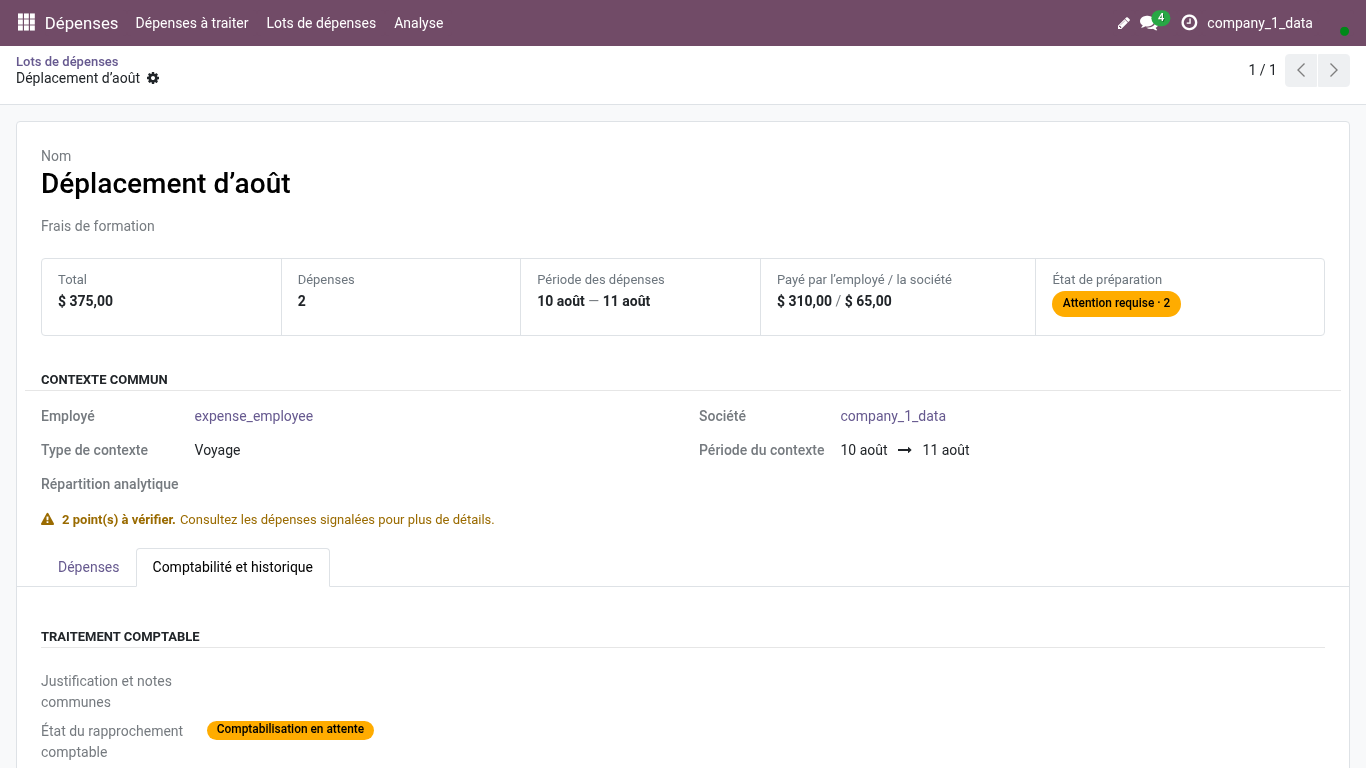 Dépenses Dépenses à traiter Lots de dépenses Analyse 4 company_1_data
Lots de dépenses
Déplacement d’août
1 / 1
Nom
Déplacement d’août
Frais de formation
Total Dépenses Période des dépenses Payé par l’employé / la société État de préparation
$ 375,00 2 10 août — 11 août $ 310,00 / $ 65,00 Attention requise · 2
CONTEXTE COMMUN
Employé expense_employee Société company_1_data
Type de contexte Voyage Période du contexte 10 août → 11 août
Répartition analytique
2 point(s) à vérifier. Consultez les dépenses signalées pour plus de détails.
Dépenses Comptabilité et historique
TRAITEMENT COMPTABLE
Justification et notes
communes
État du rapprochement Comptabilisation en attente
comptable